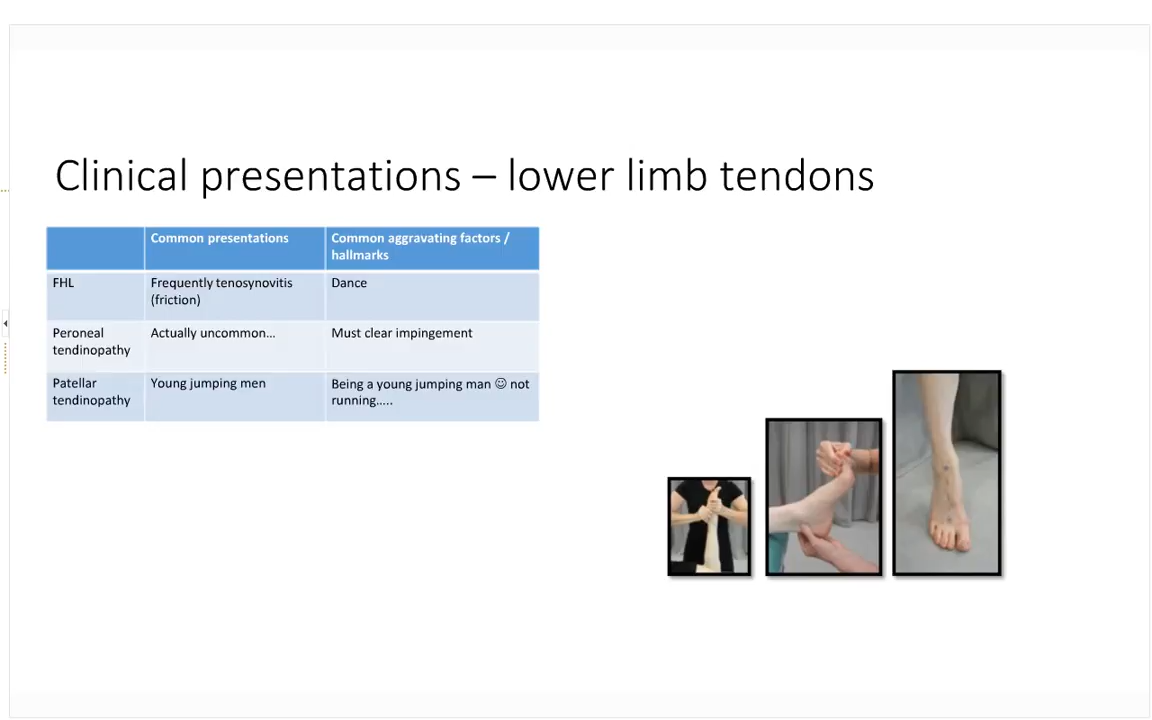 Clinical presentations – lower limb tendons
Common presentations
Common aggravating factors /
hallmarks
FHL
Frequently tenosynovitis
(friction)
Dance
Peroneal
tendinopathy
Actually uncommon…
Must clear impingement
Patellar
tendinopathy
Young jumping men
Being a young jumping man ☺ not
running.....